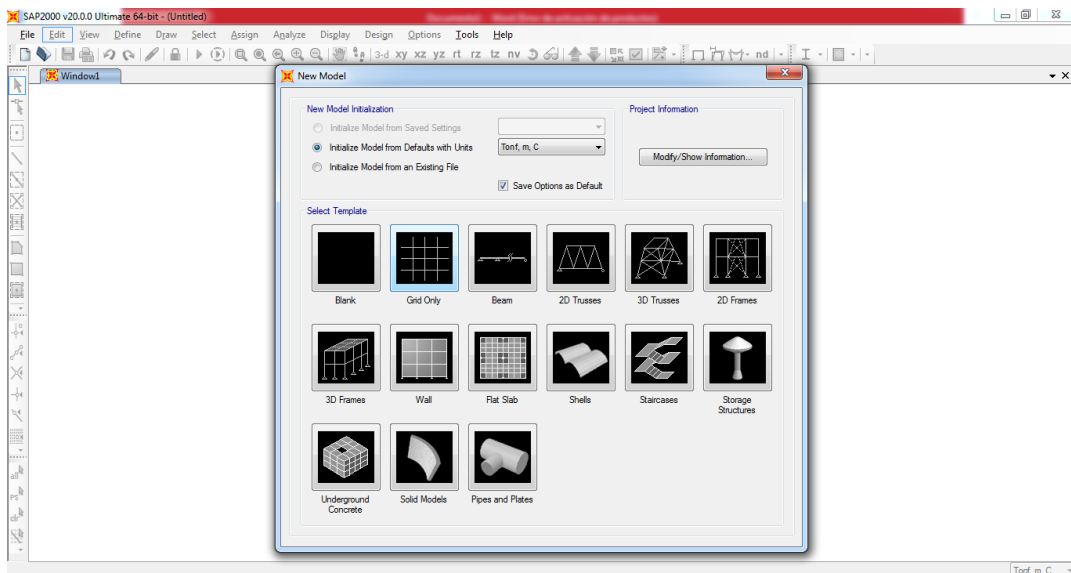 SAP2000 v20.0.0 Ultimate 64-bit - (Untitled)
File Edit View Define Draw Select Assign Analyze Display Design Options Tools Help
3-d xy xz yz rt rz tz nv nd
Window1
New Model
New Model Initialization
Project Information
Initialize Model from Saved Settings
Initialize Model from Defaults with Units
Tonf, m, C
Modify/Show Information...
Initialize Model from an Existing File
Save Options as Default
Select Template
Blank
Grid Only
Beam
2D Trusses
3D Trusses
2D Frames
3D Frames
Wall
Flat Slab
Shells
Staircases
Storage
Structures
Underground
Concrete
Solid Models
Pipes and Plates
all
PS
clr
Tonf, m, C